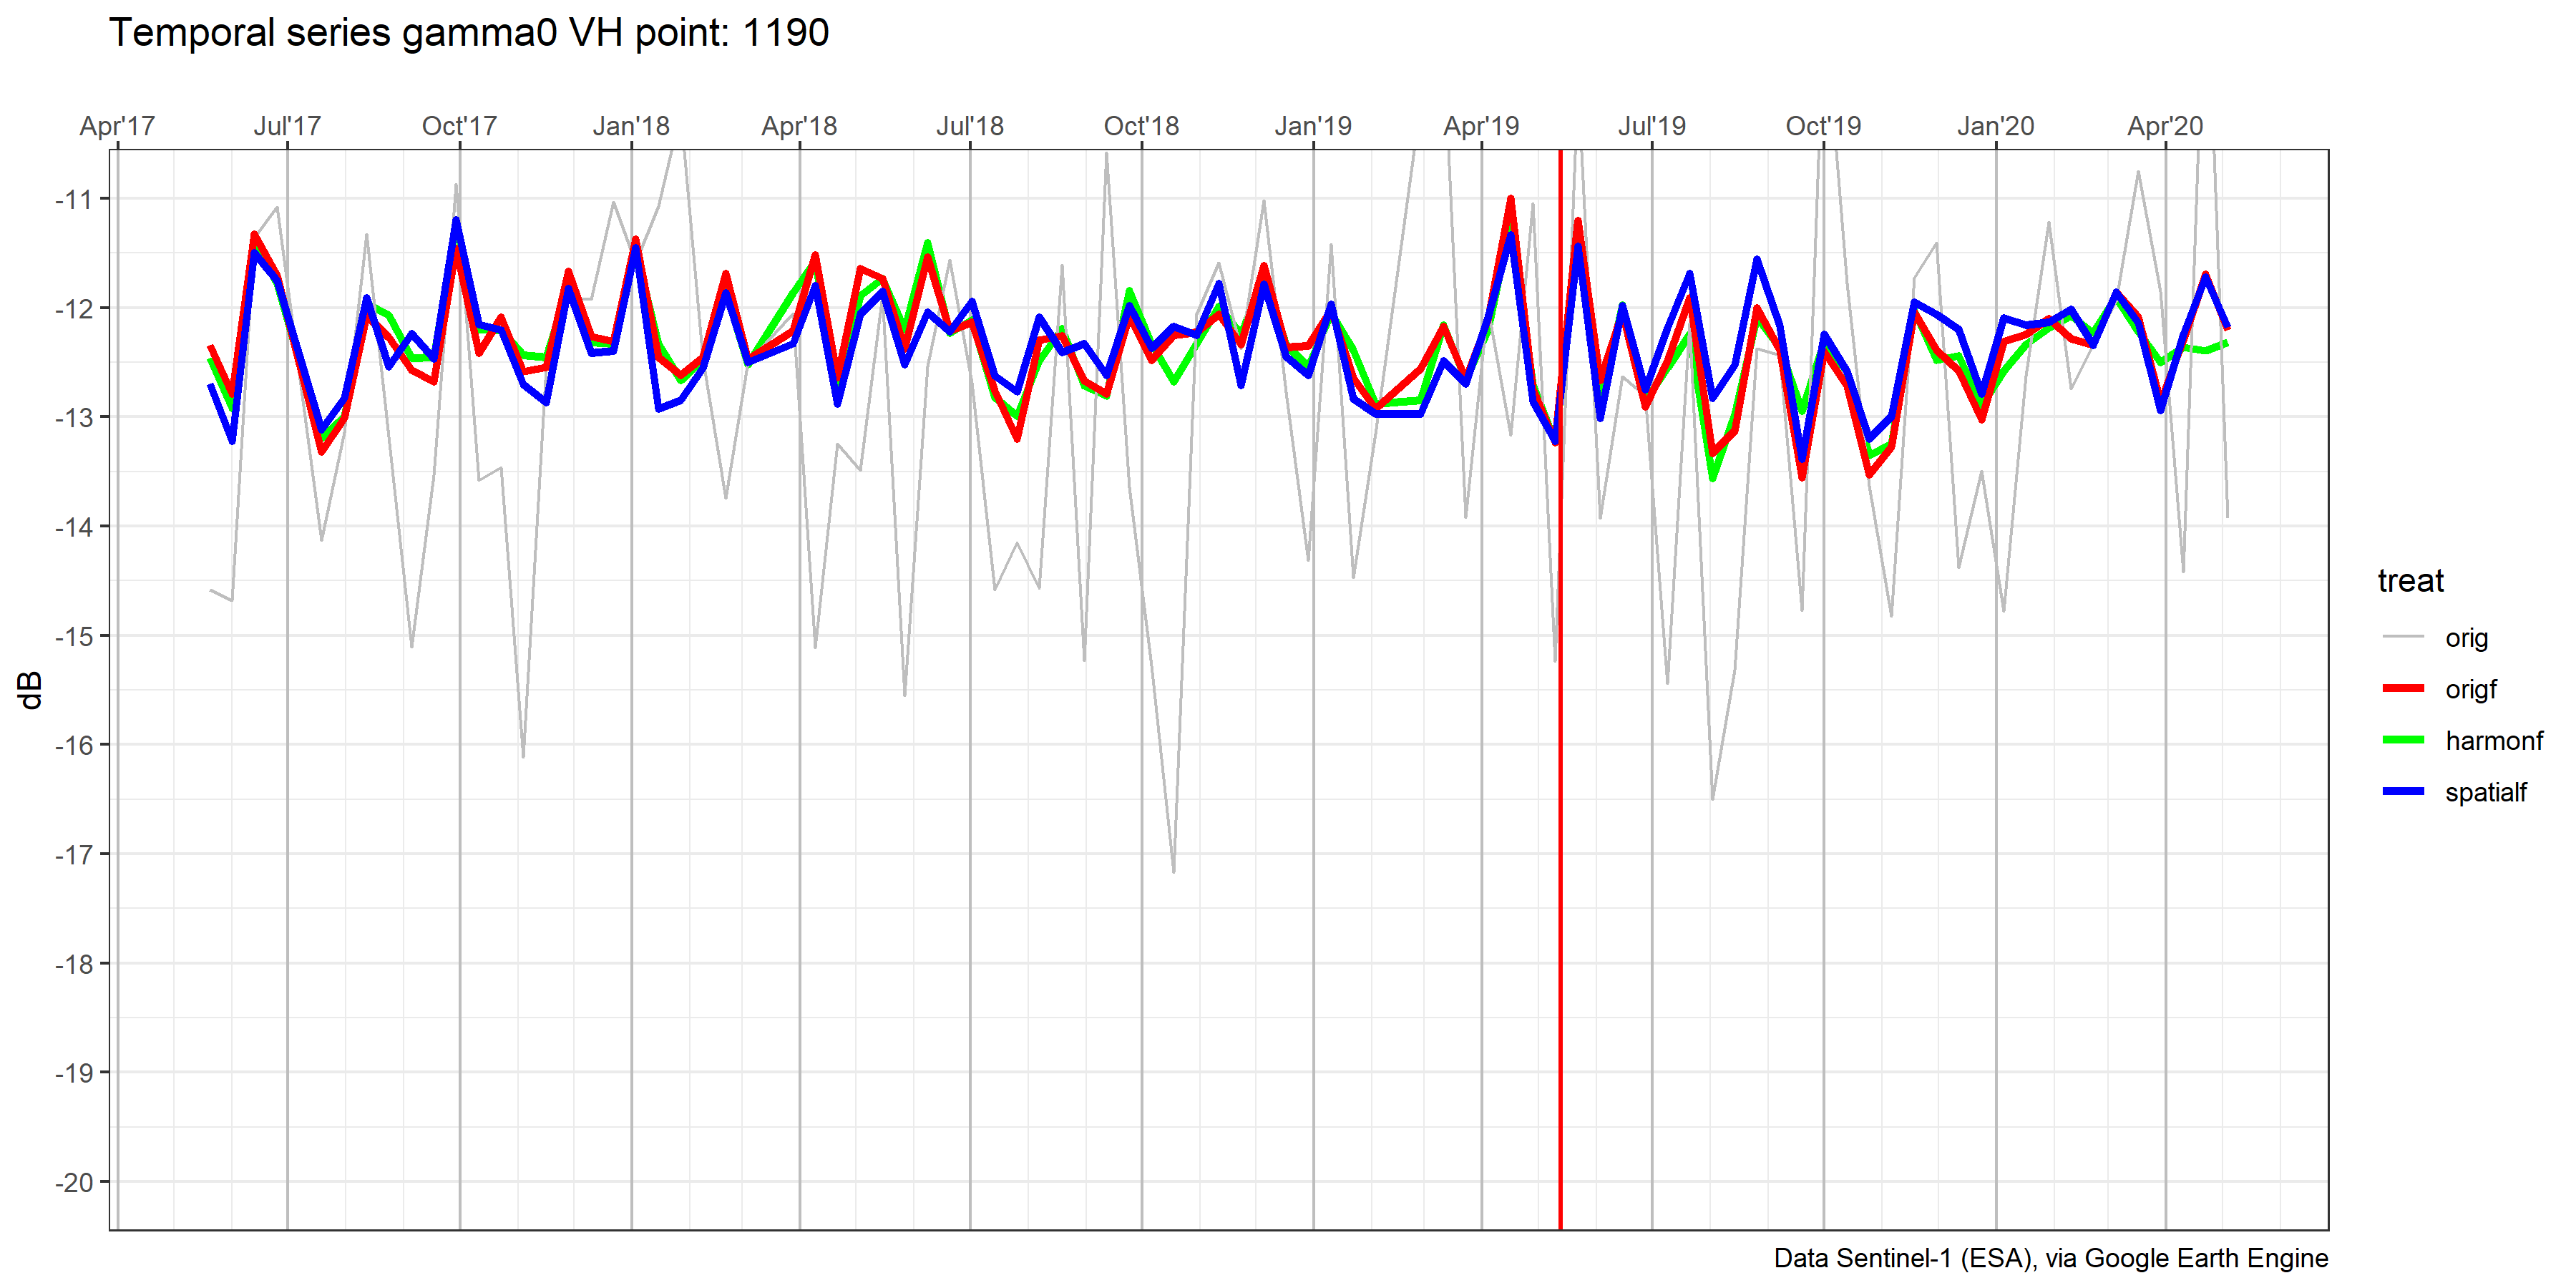 Temporal series gamma0 VH point: 1190
Apr'17 Jul'17 Oct'17 Jan'18 Apr'18 Jul'18 Oct'18 Jan'19 Apr'19 Jul'19 Oct'19 Jan'20 Apr'20
-11
-12
-13
-14
-15
-16
-17
-18
-19
-20
dB
treat
orig
origf
harmonf
spatialf
Data Sentinel-1 (ESA), via Google Earth Engine